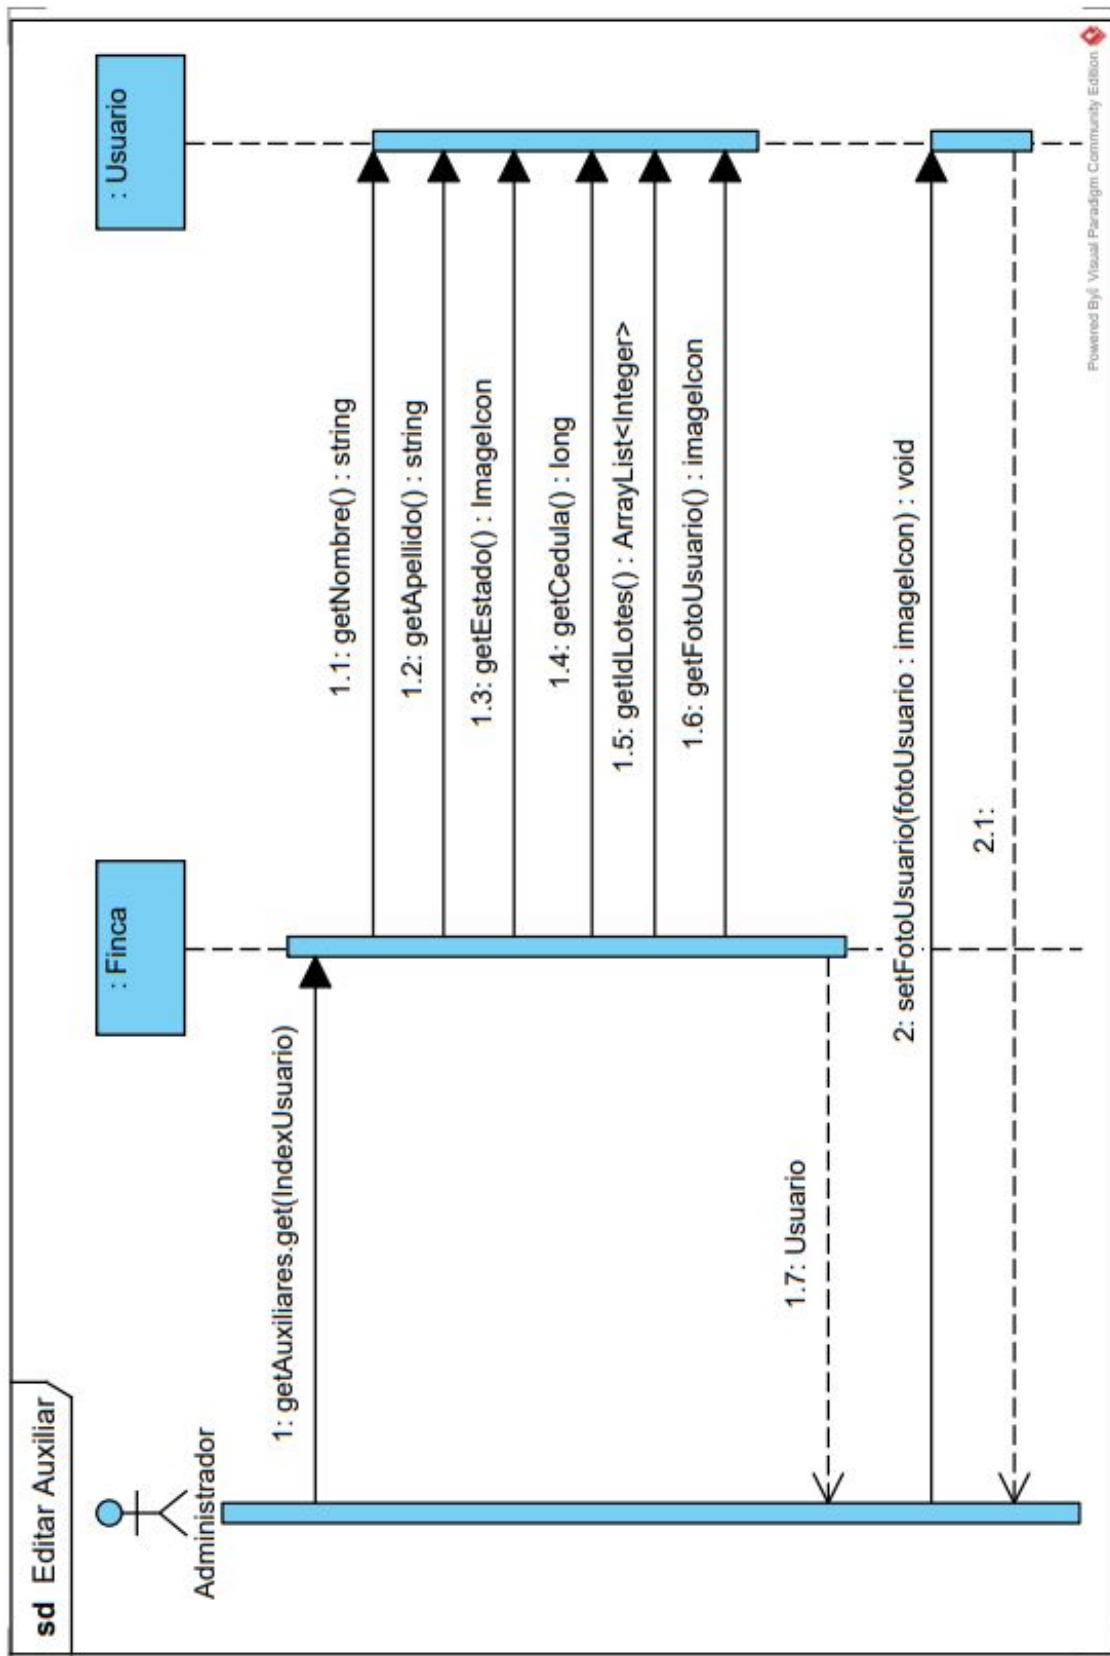 sd Editar Auxiliar
Administrador
: Finca
: Usuario
1: getAuxiliares.get(IndexUsuario)
1.1: getNombre() : string
1.2: getApellido() : string
1.3: getEstado() : ImageIcon
1.4: getCedula() : long
1.5: getIdLotes() : ArrayList<Integer>
1.6: getFotoUsuario() : imageIcon
1.7: Usuario
2: setFotoUsuario(fotoUsuario : imageIcon) : void
2.1:
Powered By Visual Paradigm Community Edition